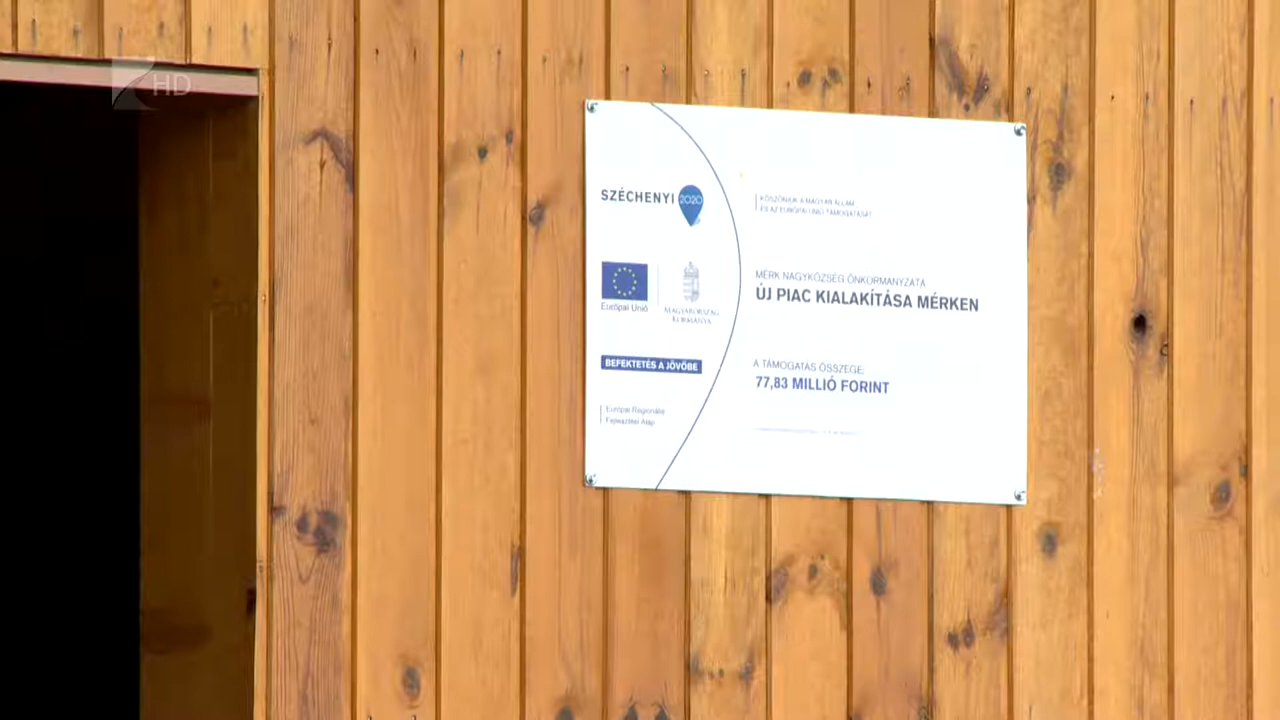 HD
SZÉCHENYI 2020
KÖSZÖNJÜK A MAGYAR ÁLLAM
ÉS AZ EURÓPAI UNIÓ TÁMOGATÁSÁT
Európai Unió
MAGYARORSZÁG
KORMÁNYA
MÉRK NAGYKÖZSÉG ÖNKORMÁNYZATA
ÚJ PIAC KIALAKÍTÁSA MÉRKEN
BEFEKTETÉS A JÖVŐBE
A TÁMOGATÁS ÖSSZEGE:
77,83 MILLIÓ FORINT
Európai Regionális
Fejlesztési Alap